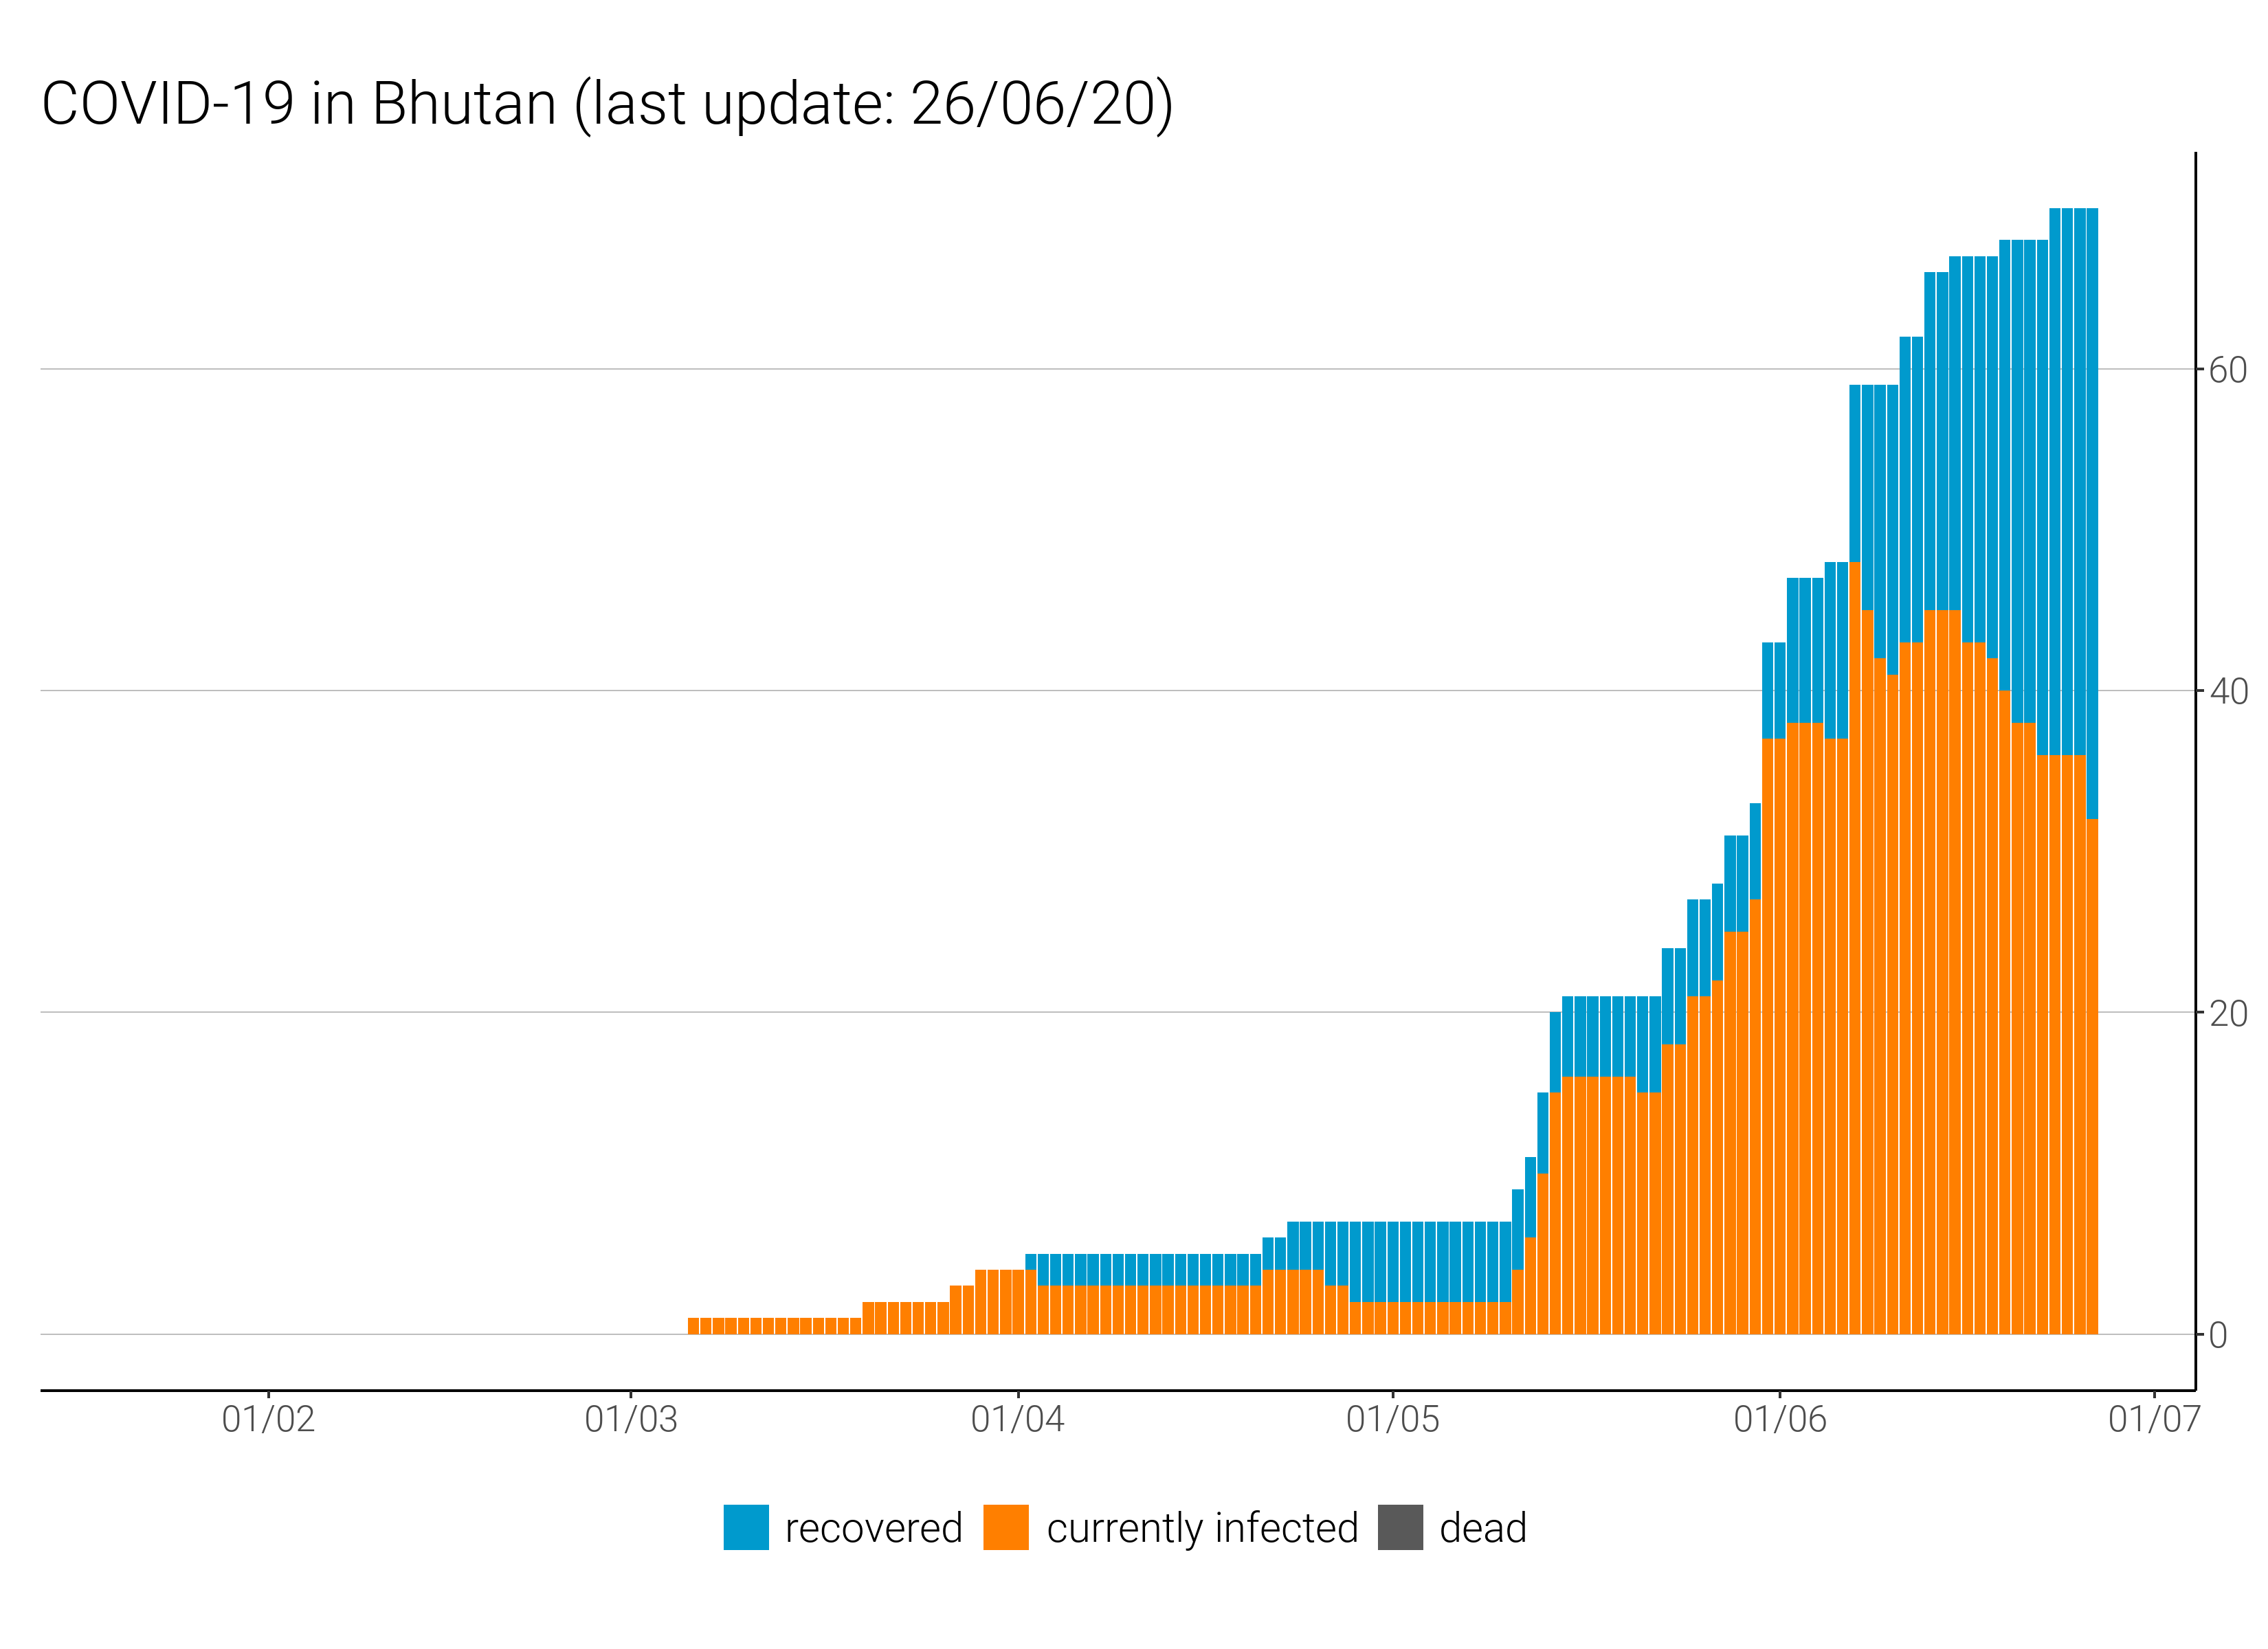 COVID-19 in Bhutan (last update: 26/06/20)
60
40
20
0
01/02 01/03 01/04 01/05 01/06 01/07
recovered currently infected dead